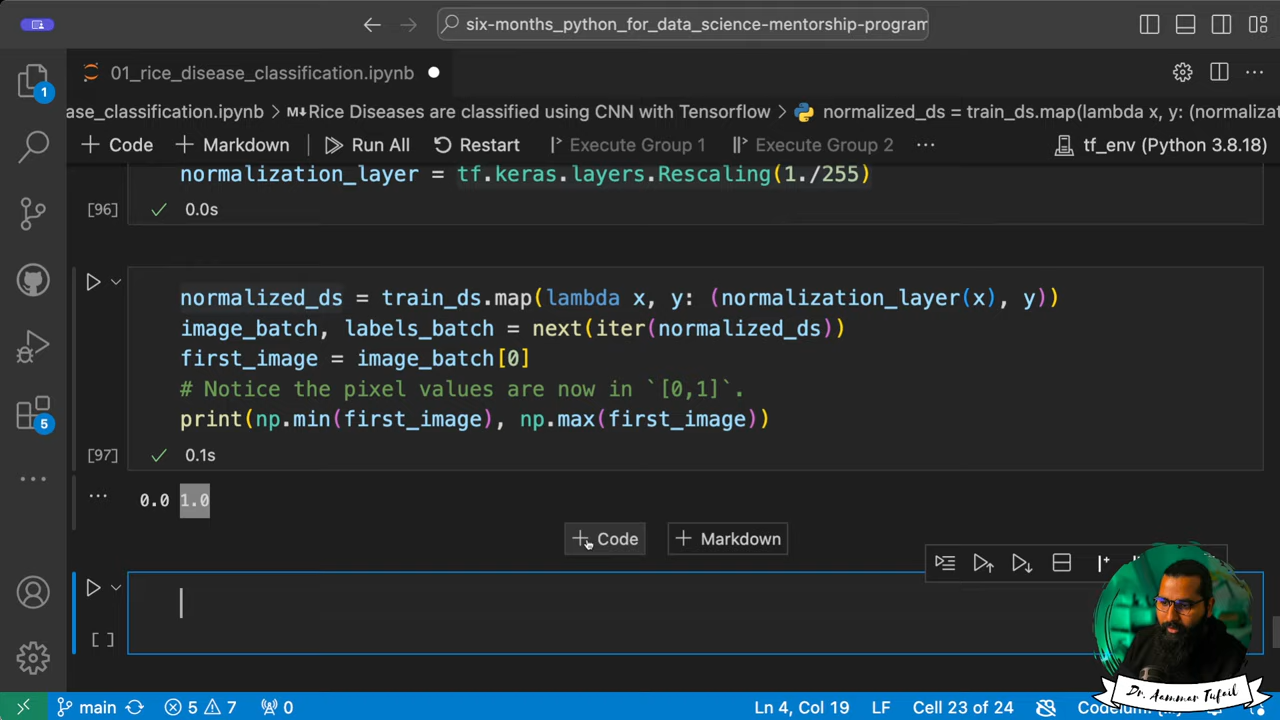 six-months_python_for_data_science-mentorship-program
01_rice_disease_classification.ipynb
ase_classification.ipynb > M↓Rice Diseases are classified using CNN with Tensorflow > normalized_ds = train_ds.map(lambda x, y: (normalizatio
+ Code + Markdown Run All Restart Execute Group 1 Execute Group 2 ... tf_env (Python 3.8.18)
normalization_layer = tf.keras.layers.Rescaling(1./255)
[96] ✓ 0.0s
normalized_ds = train_ds.map(lambda x, y: (normalization_layer(x), y))
image_batch, labels_batch = next(iter(normalized_ds))
first_image = image_batch[0]
# Notice the pixel values are now in `[0,1]`.
print(np.min(first_image), np.max(first_image))
[97] ✓ 0.1s
... 0.0 1.0
+ Code + Markdown
[ ]
1
5
Dr. Aammar Tufail
main 5 7 0 Ln 4, Col 19 LF Cell 23 of 24